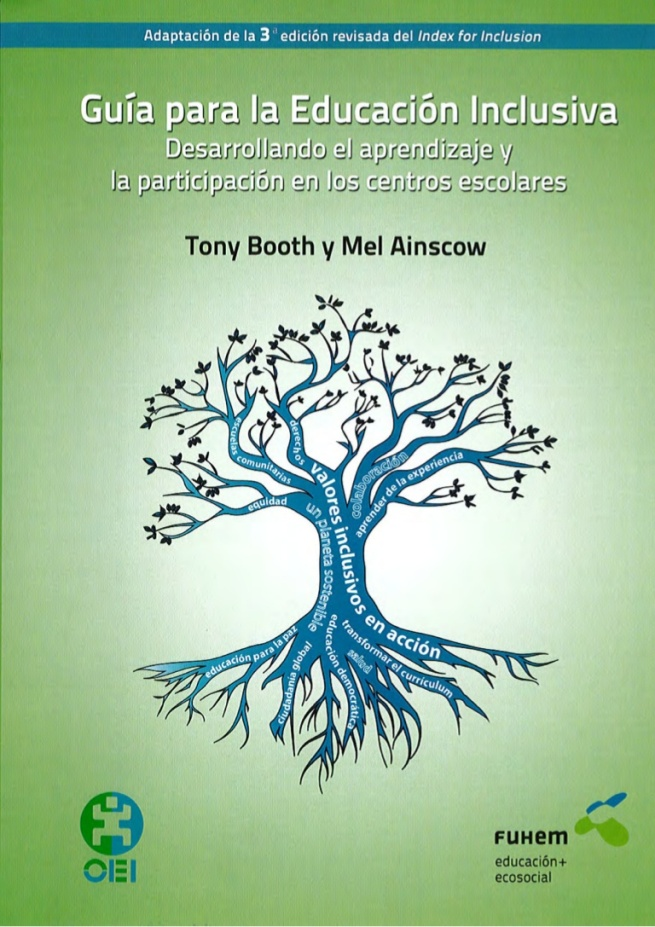 Adaptación de la 3ª edición revisada del Index for Inclusion
Guía para la Educación Inclusiva
Desarrollando el aprendizaje y
la participación en los centros escolares
Tony Booth y Mel Ainscow
escuelas comunitarias
derechos
equidad
valores inclusivos en acción
un planeta sostenible
colaboración
aprender de la experiencia
educación para la paz
ciudadanía global
educación democrática
salud
transformar el currículum
OEI
FUHem
educación+
ecosocial